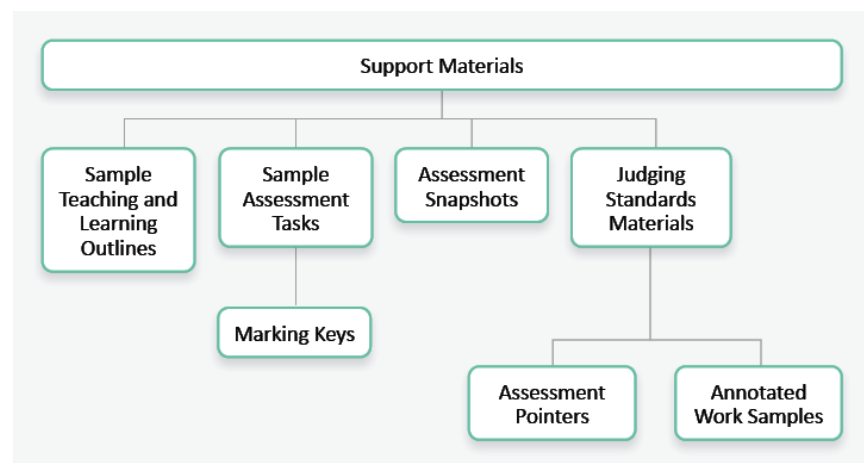 Support Materials
Sample
Teaching and
Learning
Outlines
Sample
Assessment
Tasks
Assessment
Snapshots
Judging
Standards
Materials
Marking Keys
Assessment
Pointers
Annotated
Work Samples